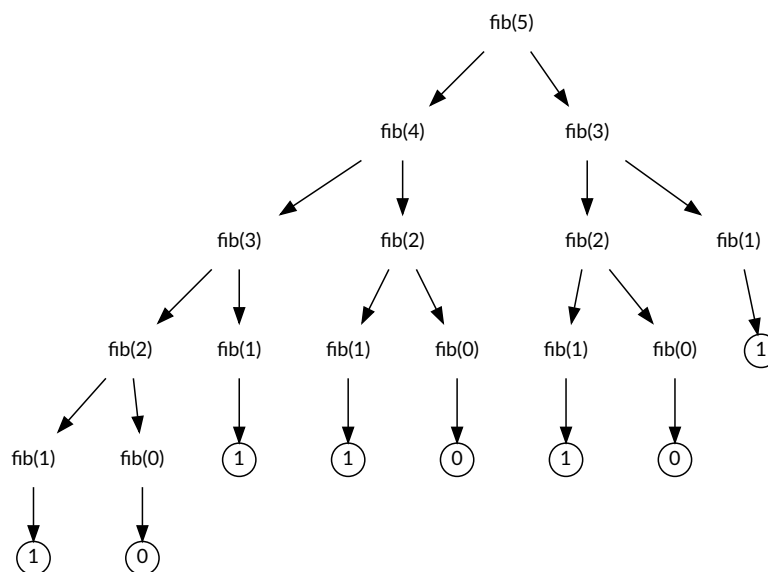 fib(5)
fib(4) fib(3)
fib(3) fib(2) fib(2) fib(1)
fib(2) fib(1) fib(1) fib(0) fib(1) fib(0) 1
fib(1) fib(0) 1 1 0 1 0
1 0